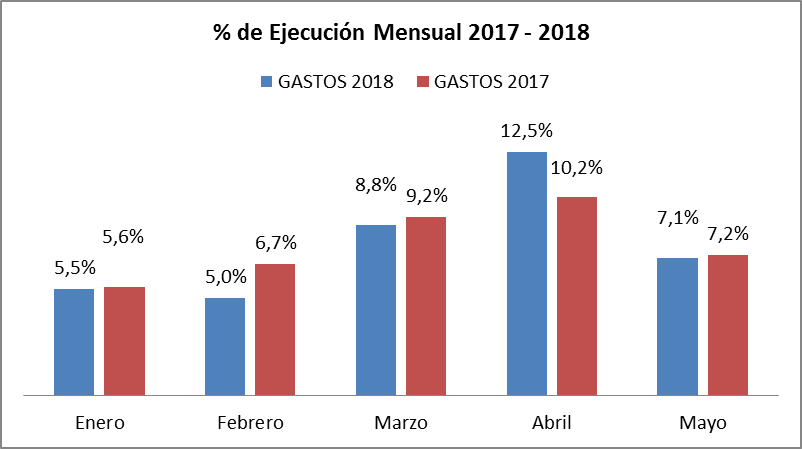 % de Ejecución Mensual 2017 - 2018
GASTOS 2018 GASTOS 2017
5,5% 5,6% 5,0% 6,7% 8,8% 9,2% 12,5% 10,2% 7,1% 7,2%
Enero Febrero Marzo Abril Mayo